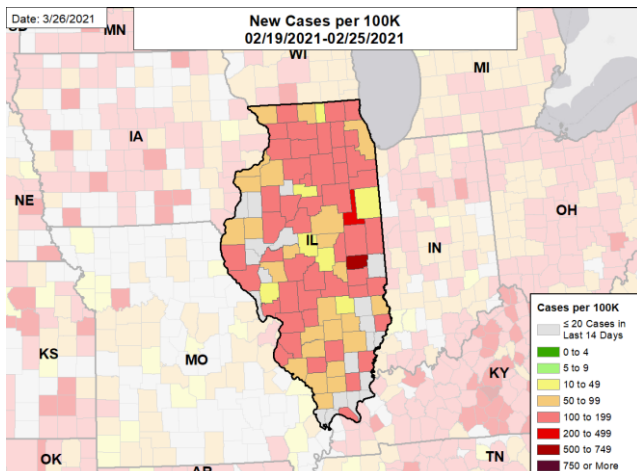 Date: 3/26/2021
New Cases per 100K
02/19/2021-02/25/2021
MN
WI
MI
IA
NE
IL
IN
OH
KS
MO
KY
OK
AR
TN
Cases per 100K
≤ 20 Cases in
Last 14 Days
0 to 4
5 to 9
10 to 49
50 to 99
100 to 199
200 to 499
500 to 749
750 or More